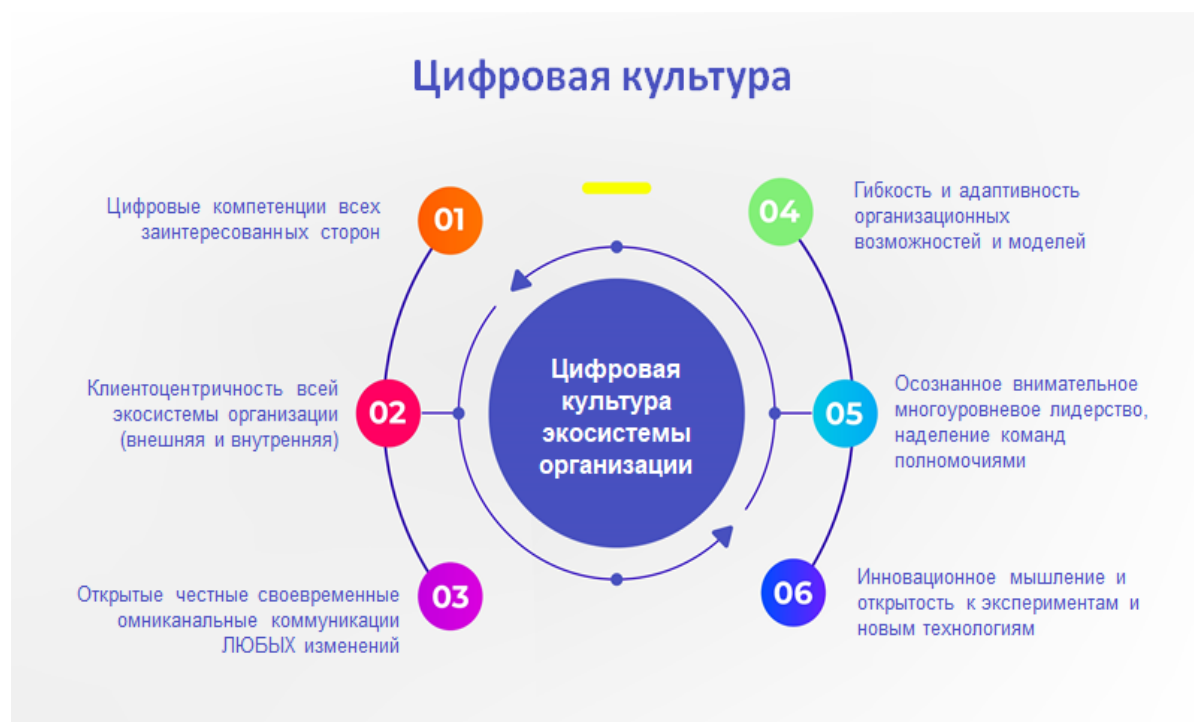 Цифровая культура
01
Цифровые компетенции всех
заинтересованных сторон
02
Клиентоцентричность всей
экосистемы организации
(внешняя и внутренняя)
03
Открытые честные своевременные
омниканальные коммуникации
ЛЮБЫХ изменений
Цифровая
культура
экосистемы
организации
04
Гибкость и адаптивность
организационных
возможностей и моделей
05
Осознанное внимательное
многоуровневое лидерство,
наделение команд
полномочиями
06
Инновационное мышление и
открытость к экспериментам и
новым технологиям